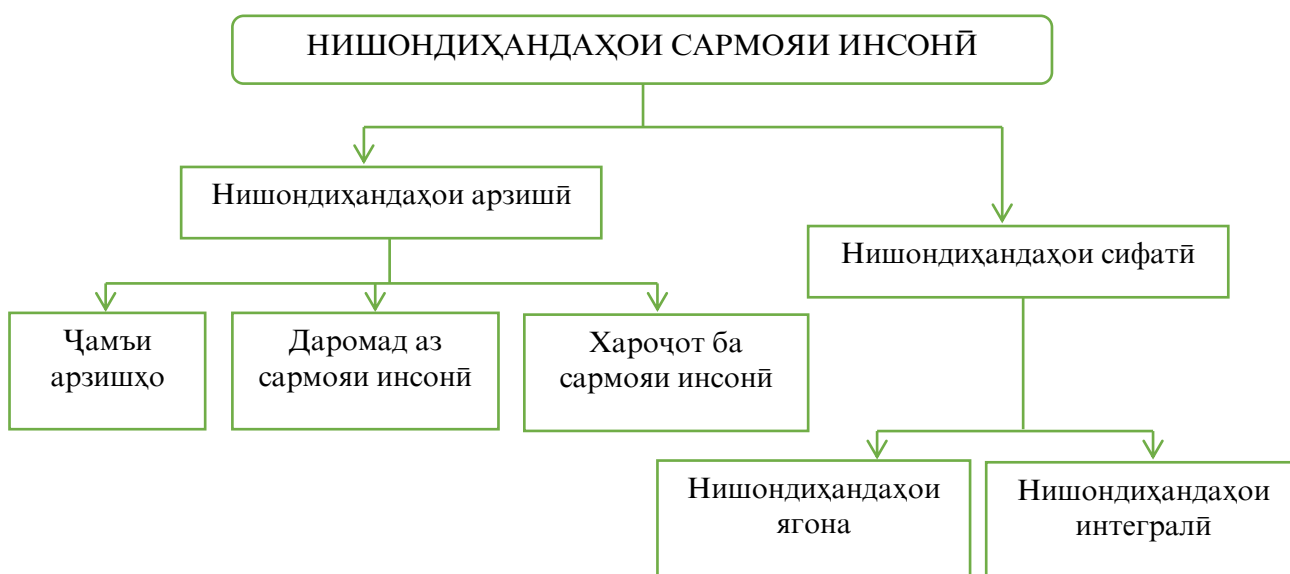 НИШОНДИҲАНДАҲОИ САРМОЯИ ИНСОНӢ
Нишондиҳандаҳои арзишӣ
Нишондиҳандаҳои сифатӣ
Ҷамъи
арзишҳо
Даромад аз
сармояи инсонӣ
Хароҷот ба
сармояи инсонӣ
Нишондиҳандаҳои
ягона
Нишондиҳандаҳои
интегралӣ